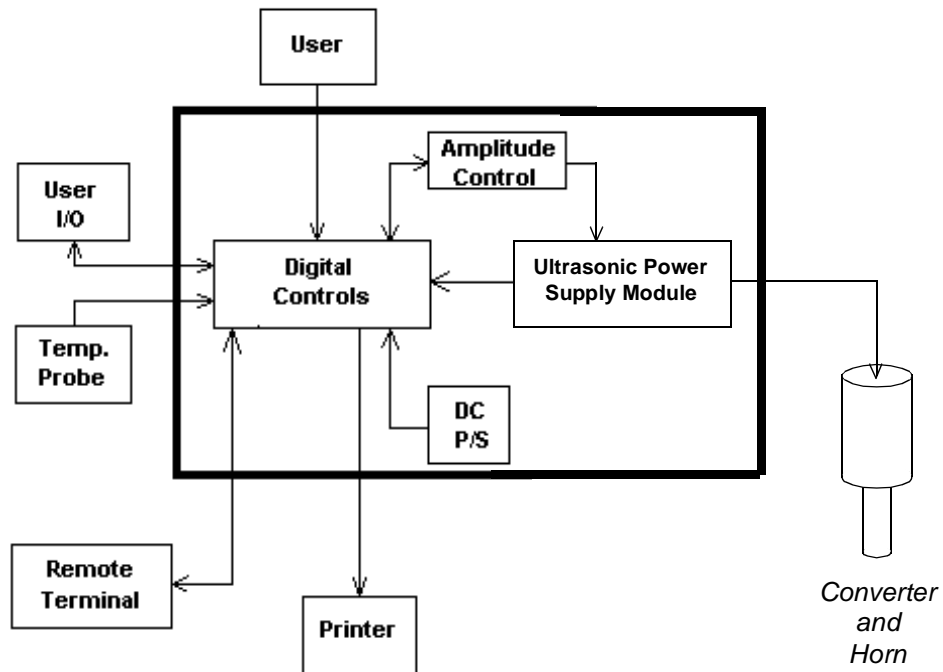 User
Amplitude
Control
User
I/O
Digital
Controls
Ultrasonic Power
Supply Module
Temp.
Probe
DC
P/S
Remote
Terminal
Printer
Converter
and
Horn